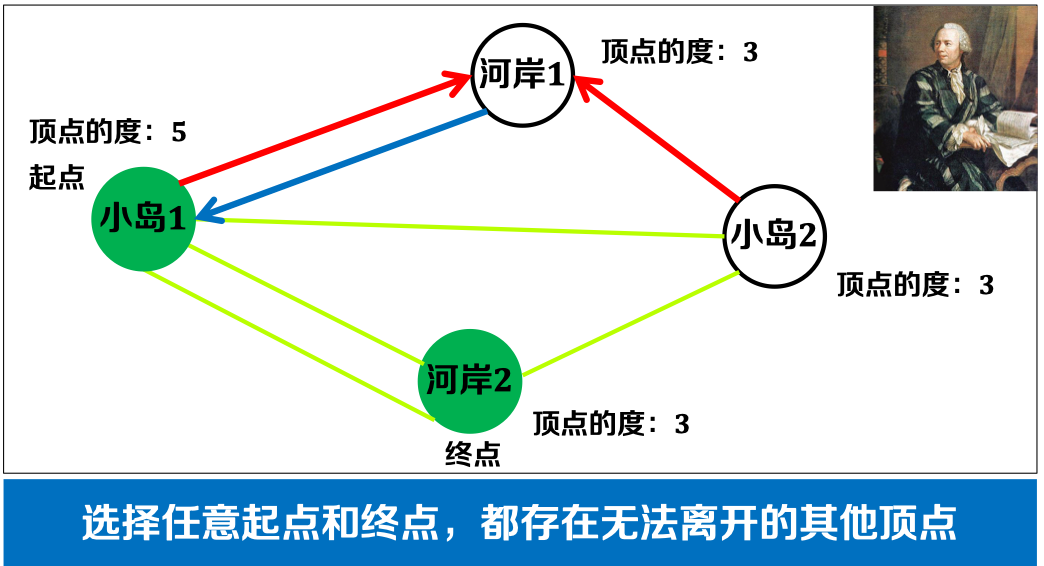 河岸1
顶点的度：3
顶点的度：5
起点
小岛1
小岛2
顶点的度：3
河岸2
顶点的度：3
终点
选择任意起点和终点，都存在无法离开的其他顶点